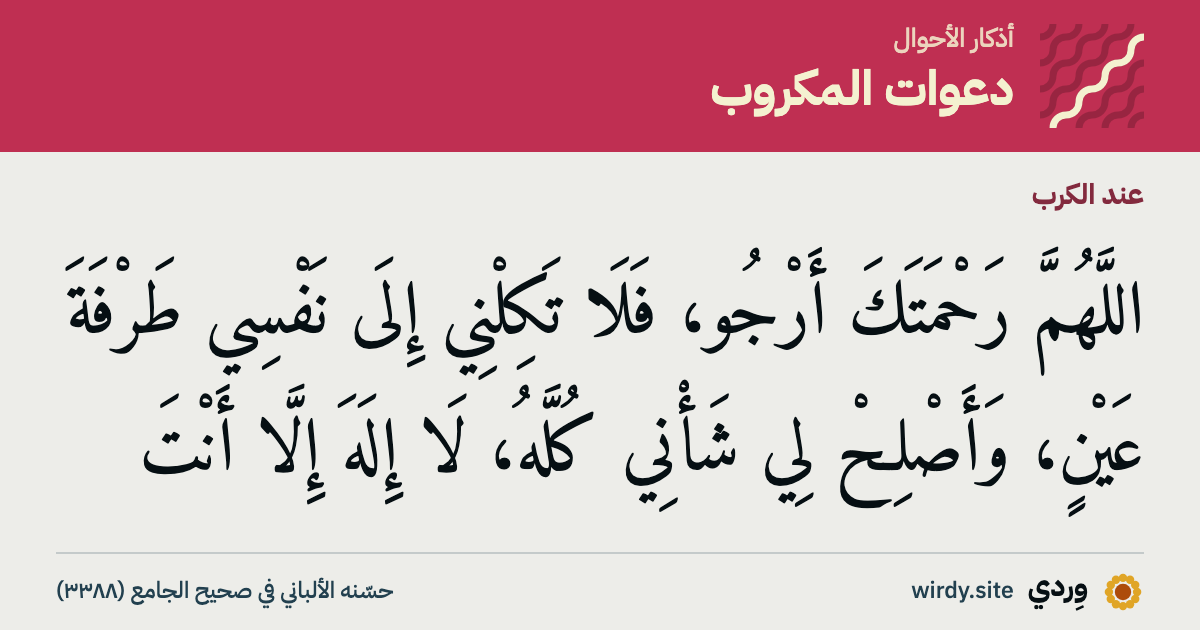 أذكار الأحوال
دعوات المكروب
عند الكرب
اللَّهُمَّ رَحْمَتَكَ أَرْجُو، فَلَا تَكِلْنِي إِلَى نَفْسِي طَرْفَةَ
عَيْنٍ، وَأَصْلِحْ لِي شَأْنِي كُلَّهُ، لَا إِلَهَ إِلَّا أَنْتَ
وِردي wirdy.site
حسّنه الألباني في صحيح الجامع (٣٣٨٨)